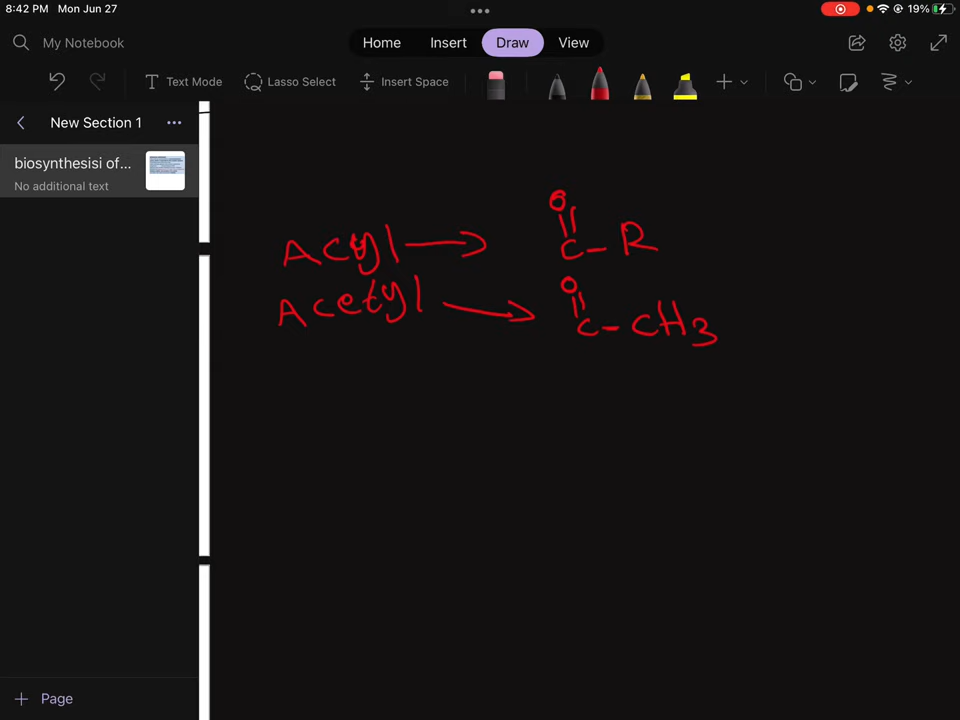 8:42 PM Mon Jun 27
19%
My Notebook
Home Insert Draw View
Text Mode Lasso Select Insert Space
New Section 1
biosynthesisi of...
No additional text
O
Acyl → C - R
O
Acetyl → C - CH3
+ Page